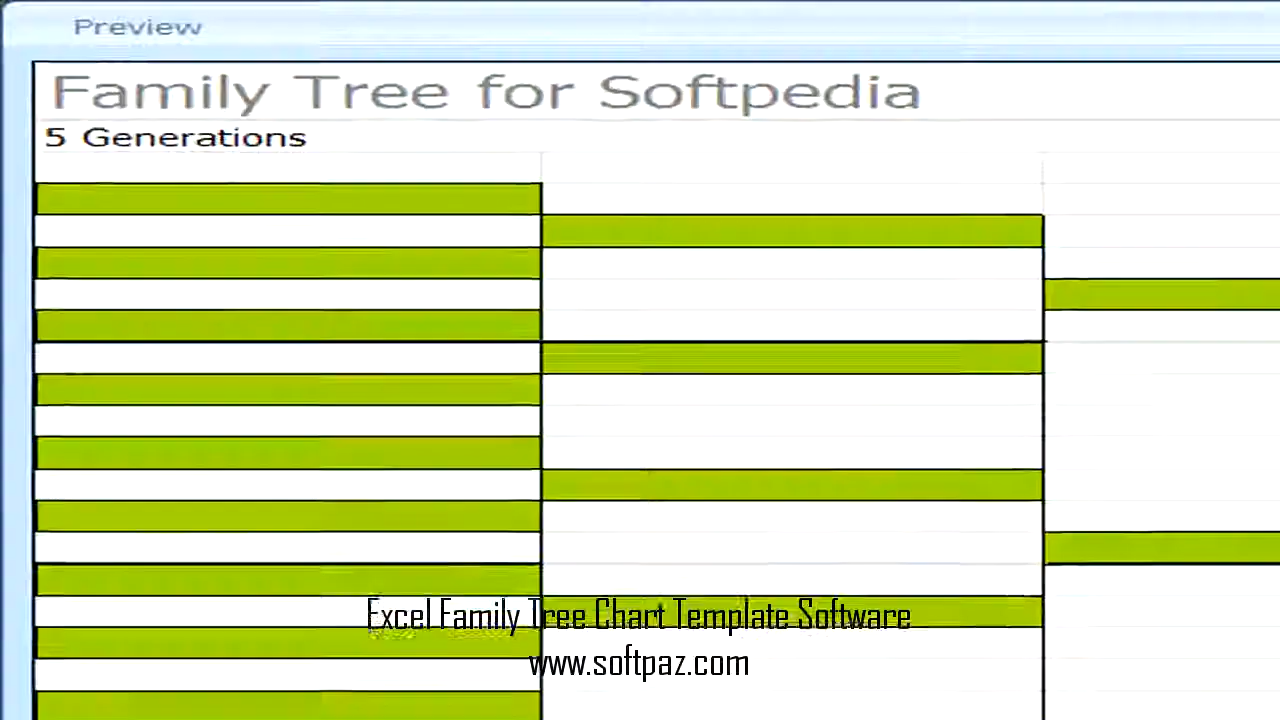 Preview
Family Tree for Softpedia
5 Generations
Excel Family Tree Chart Template Software
www.softpaz.com